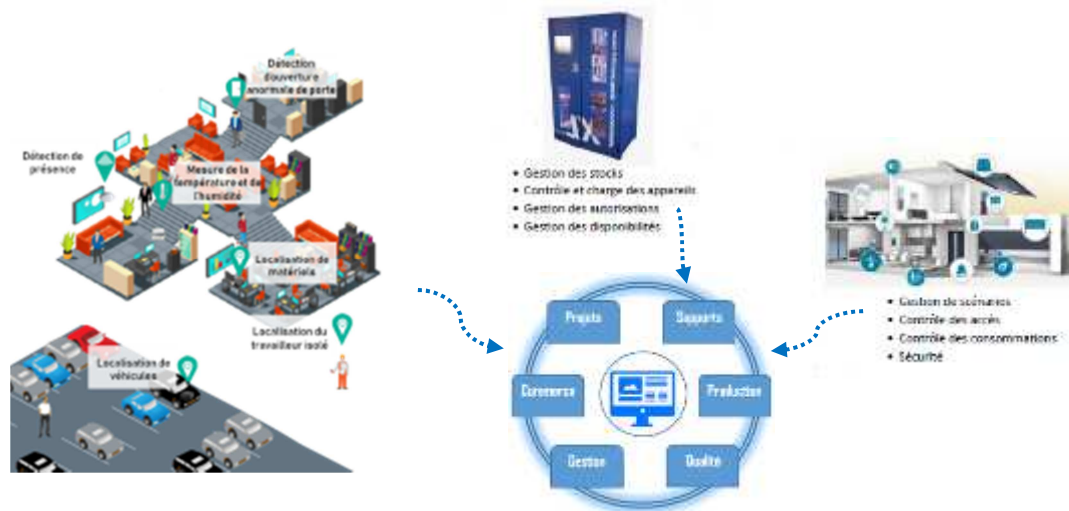 Détection
d'ouverture
anormale de porte
Détection de
présence
Mesure de la
température et de
l'humidité
Localisation de
matériels
Localisation du
travailleur isolé
Localisation de
véhicules
• Gestion des stocks
• Contrôle et charge des appareils
• Gestion des autorisations
• Gestion des disponibilités
• Gestion de scénarios
• Contrôle des accès
• Contrôle des consommations
• Sécurité
Projets
Supports
Commerce
Production
Gestion
Qualité